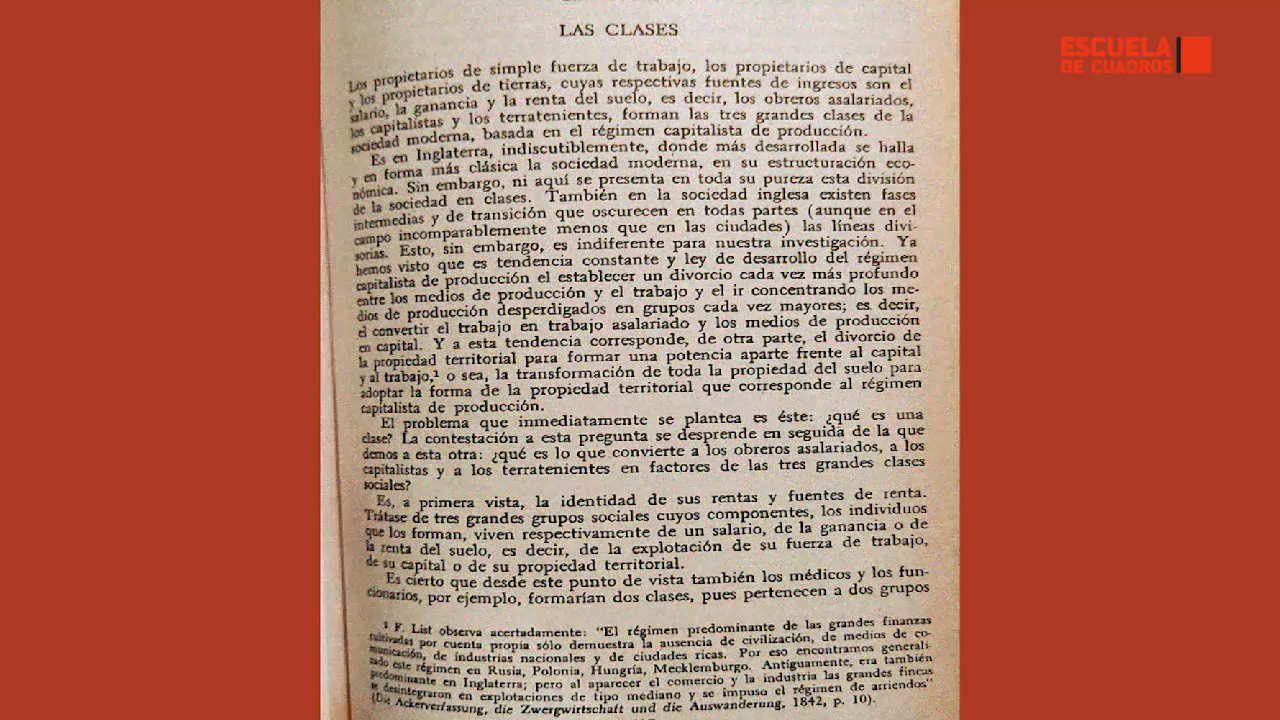 LAS CLASES
ESCUELA
DE CUADROS
Los propietarios de simple fuerza de trabajo, los propietarios de capital
y los propietarios de tierras, cuyas respectivas fuentes de ingresos son el
salario, la ganancia y la renta del suelo, es decir, los obreros asalariados,
los capitalistas y los terratenientes, forman las tres grandes clases de la
sociedad moderna, basada en el régimen capitalista de producción.
Es en Inglaterra, indiscutiblemente, donde más desarrollada se halla
y en forma más clásica la sociedad moderna, en su estructuración eco-
nómica. Sin embargo, ni aquí se presenta en toda su pureza esta división
de la sociedad en clases. También en la sociedad inglesa existen fases
intermedias y de transición que oscurecen en todas partes (aunque en el
campo incomparablemente menos que en las ciudades) las líneas divi-
sorias. Esto, sin embargo, es indiferente para nuestra investigación. Ya
hemos visto que es tendencia constante y ley de desarrollo del régimen
capitalista de producción el establecer un divorcio cada vez más profundo
entre los medios de producción y el trabajo y el ir concentrando los me-
dios de producción desperdigados en grupos cada vez mayores; es decir,
el convertir el trabajo en trabajo asalariado y los medios de producción
en capital. Y a esta tendencia corresponde, de otra parte, el divorcio de
la propiedad territorial para formar una potencia aparte frente al capital
y al trabajo,¹ o sea, la transformación de toda la propiedad del suelo para
adoptar la forma de la propiedad territorial que corresponde al régimen
capitalista de producción.
El problema que inmediatamente se plantea es éste: ¿qué es una
clase? La contestación a esta pregunta se desprende en seguida de la que
demos a esta otra: ¿qué es lo que convierte a los obreros asalariados, a los
capitalistas y a los terratenientes en factores de las tres grandes clases
sociales?
Es, a primera vista, la identidad de sus rentas y fuentes de renta.
Trátase de tres grandes grupos sociales cuyos componentes, los individuos
que los forman, viven respectivamente de un salario, de la ganancia o de
la renta del suelo, es decir, de la explotación de su fuerza de trabajo,
de su capital o de su propiedad territorial.
Es cierto que desde este punto de vista también los médicos y los fun-
cionarios, por ejemplo, formarían dos clases, pues pertenecen a dos grupos
¹ F. List observa acertadamente: "El régimen predominante de las grandes finanzas
cultivadas por cuenta propia sólo demuestra la ausencia de civilización, de medios de co-
municación, de industrias nacionales y de ciudades ricas. Por eso encontramos generali-
zado este régimen en Rusia, Polonia, Hungría, Mecklemburgo. Antiguamente, era también
predominante en Inglaterra; pero al aparecer el comercio y la industria las grandes fincas
se desintegraron en explotaciones de tipo mediano y se impuso el régimen de arriendos"
(Die Ackerverfassung, die Zwergwirtschaft und die Auswanderung, 1842, p. 10).